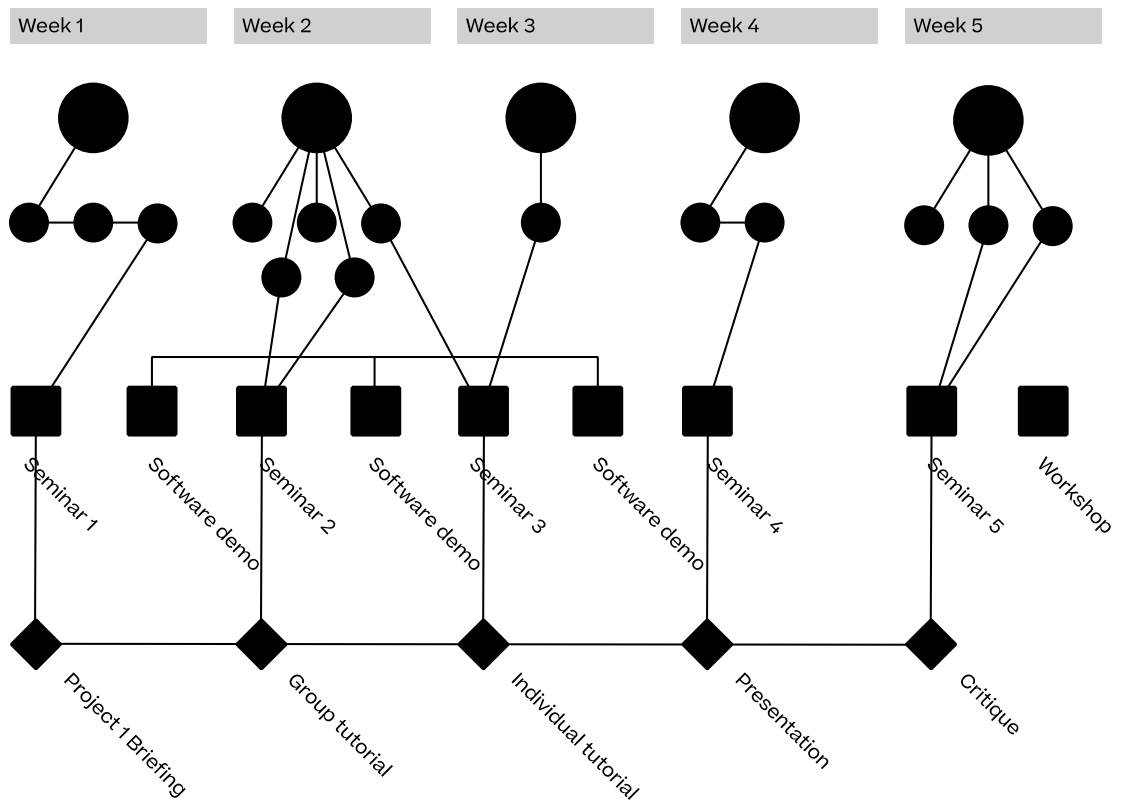 Week 1
Week 2
Week 3
Week 4
Week 5
Seminar 1
Software demo
Seminar 2
Software demo
Seminar 3
Software demo
Seminar 4
Seminar 5
Workshop
Project 1 Briefing
Group tutorial
Individual tutorial
Presentation
Critique